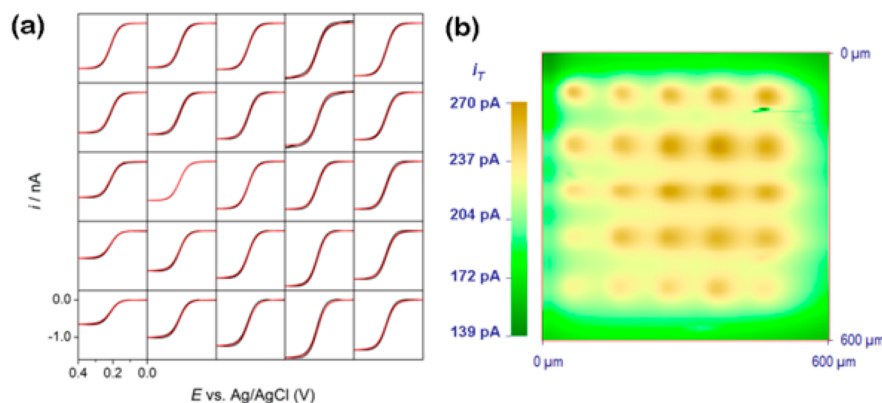 (a)
i / nA
0.0
-1.0
0.4
0.2
0.0
E vs. Ag/AgCl (V)
(b)
iT
270 pA
237 pA
204 pA
172 pA
139 pA
0 µm
600 µm
0 µm
600 µm